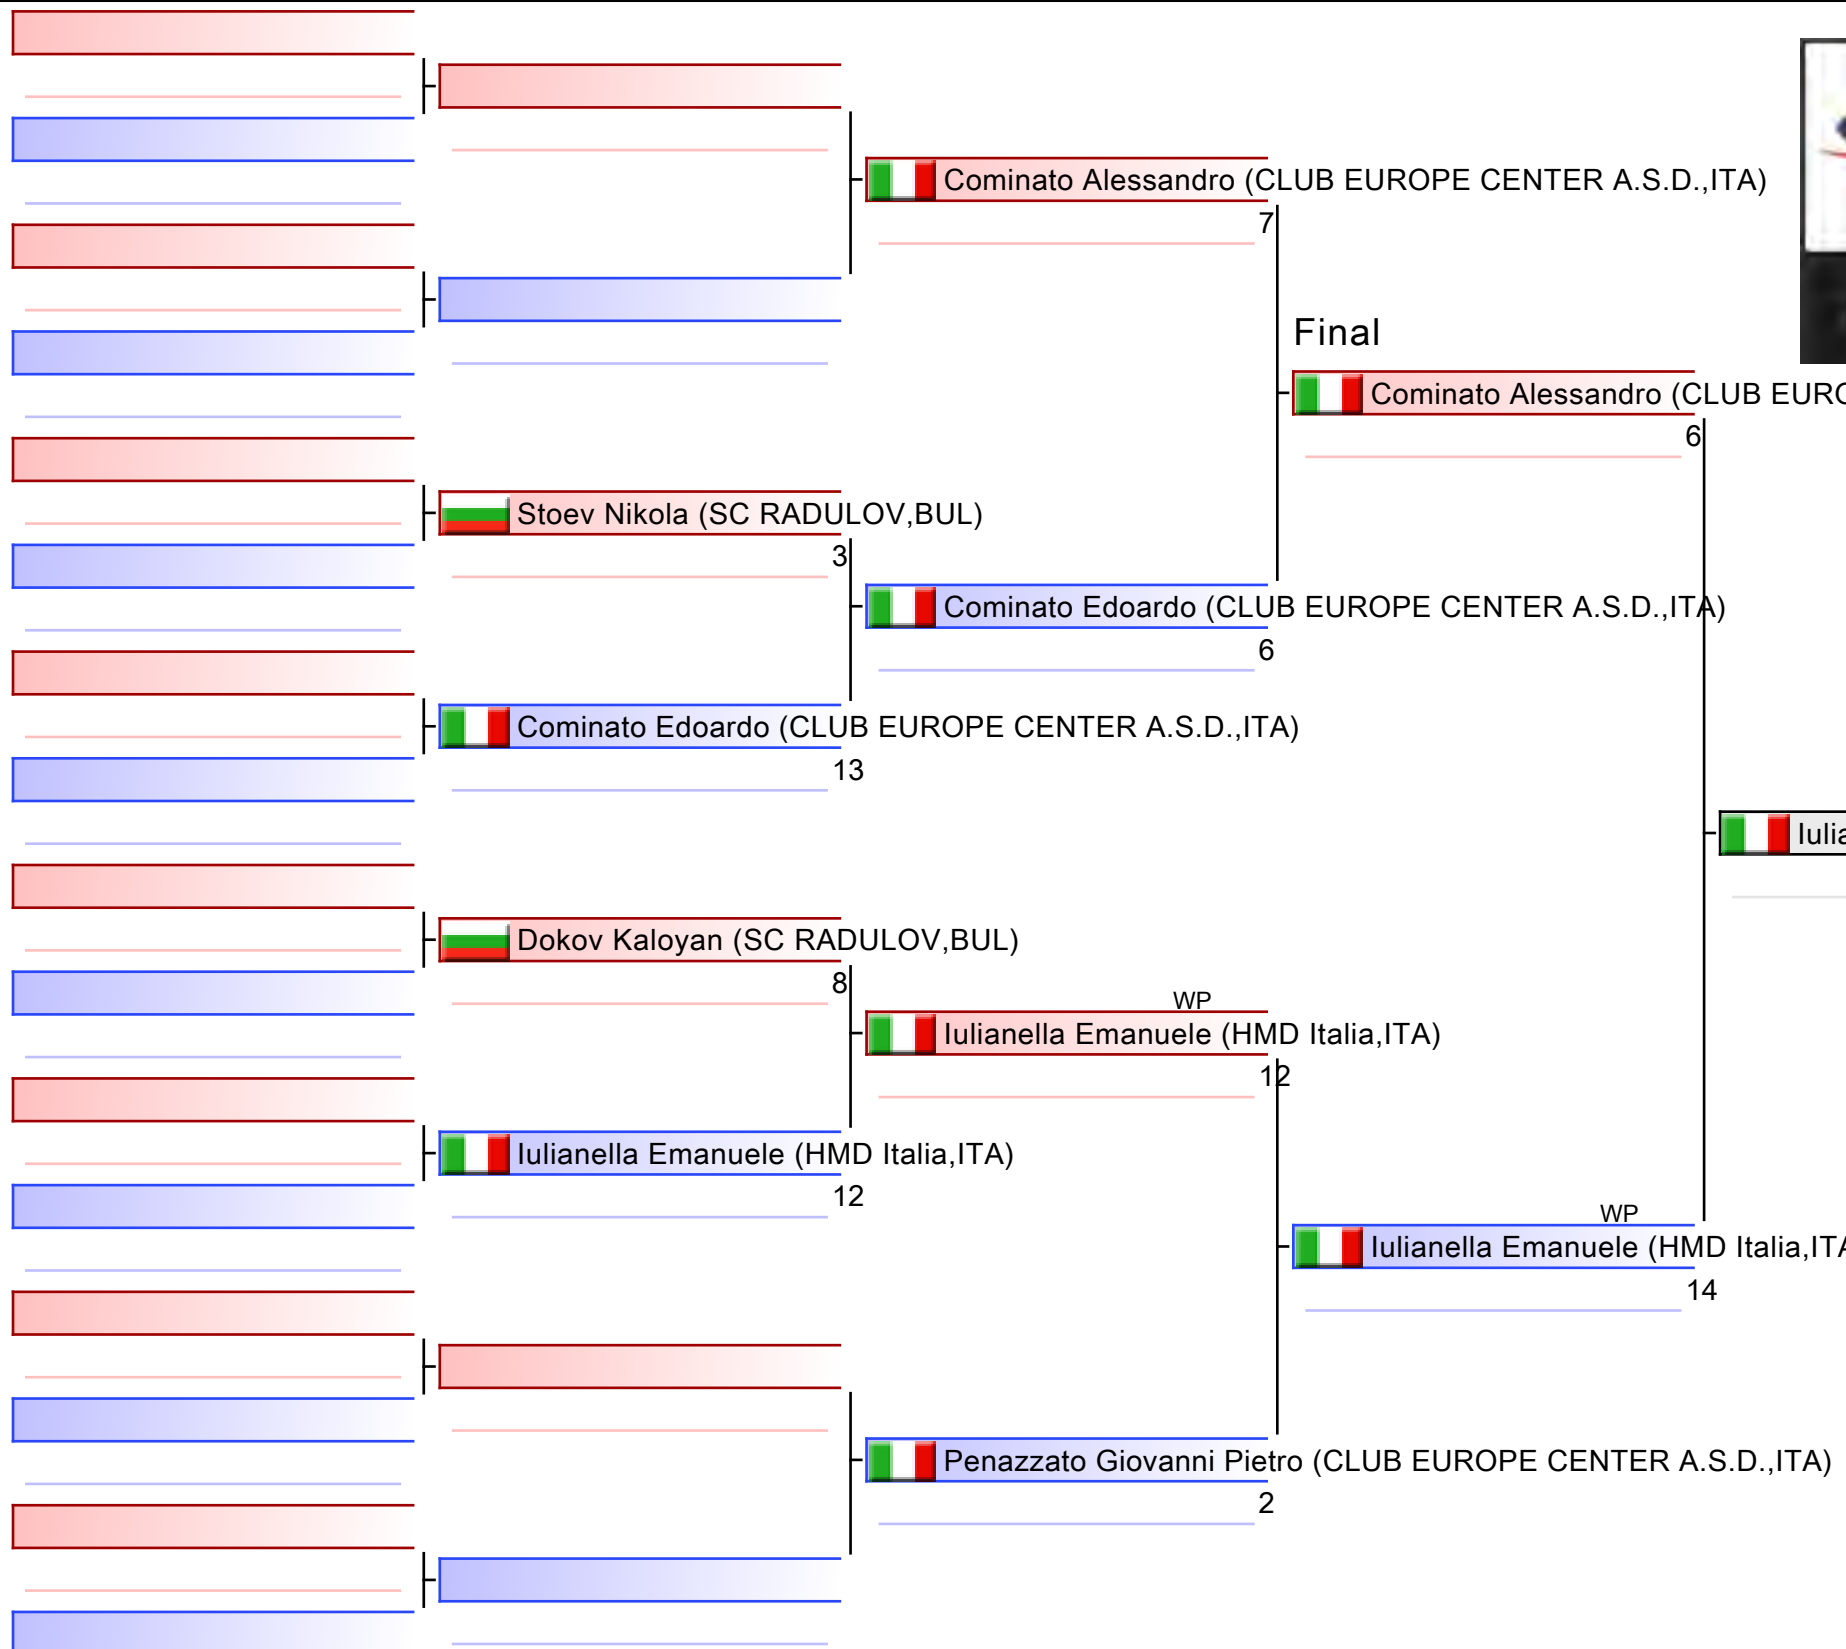 Cominato Alessandro (CLUB EUROPE CENTER A.S.D.,ITA)
7
Final
Cominato Alessandro (CLUB EURO
6
Stoev Nikola (SC RADULOV,BUL)
3
Cominato Edoardo (CLUB EUROPE CENTER A.S.D.,ITA)
6
Cominato Edoardo (CLUB EUROPE CENTER A.S.D.,ITA)
13
Iulia
Dokov Kaloyan (SC RADULOV,BUL)
8
WP
Iulianella Emanuele (HMD Italia,ITA)
12
Iulianella Emanuele (HMD Italia,ITA)
12
WP
Iulianella Emanuele (HMD Italia,ITA
14
Penazzato Giovanni Pietro (CLUB EUROPE CENTER A.S.D.,ITA)
2